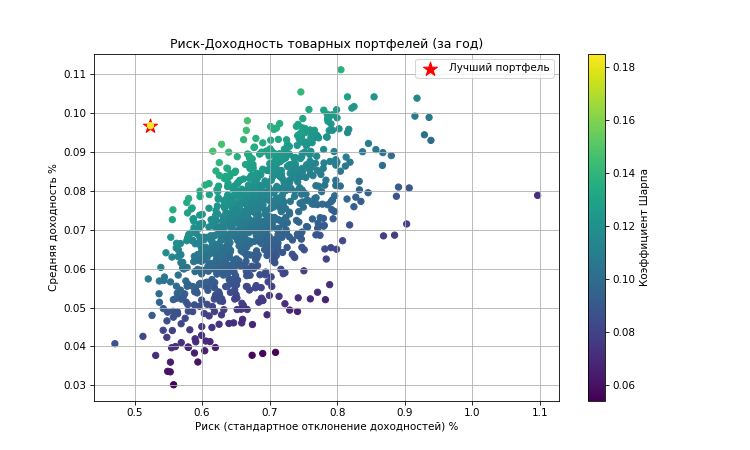 Риск-Доходность товарных портфелей (за год)
Лучший портфель
Средняя доходность %
0.11
0.10
0.09
0.08
0.07
0.06
0.05
0.04
0.03
0.5 0.6 0.7 0.8 0.9 1.0 1.1
Риск (стандартное отклонение доходностей) %
0.18
0.16
0.14
0.12
0.10
0.08
0.06
Коэффициент Шарпа